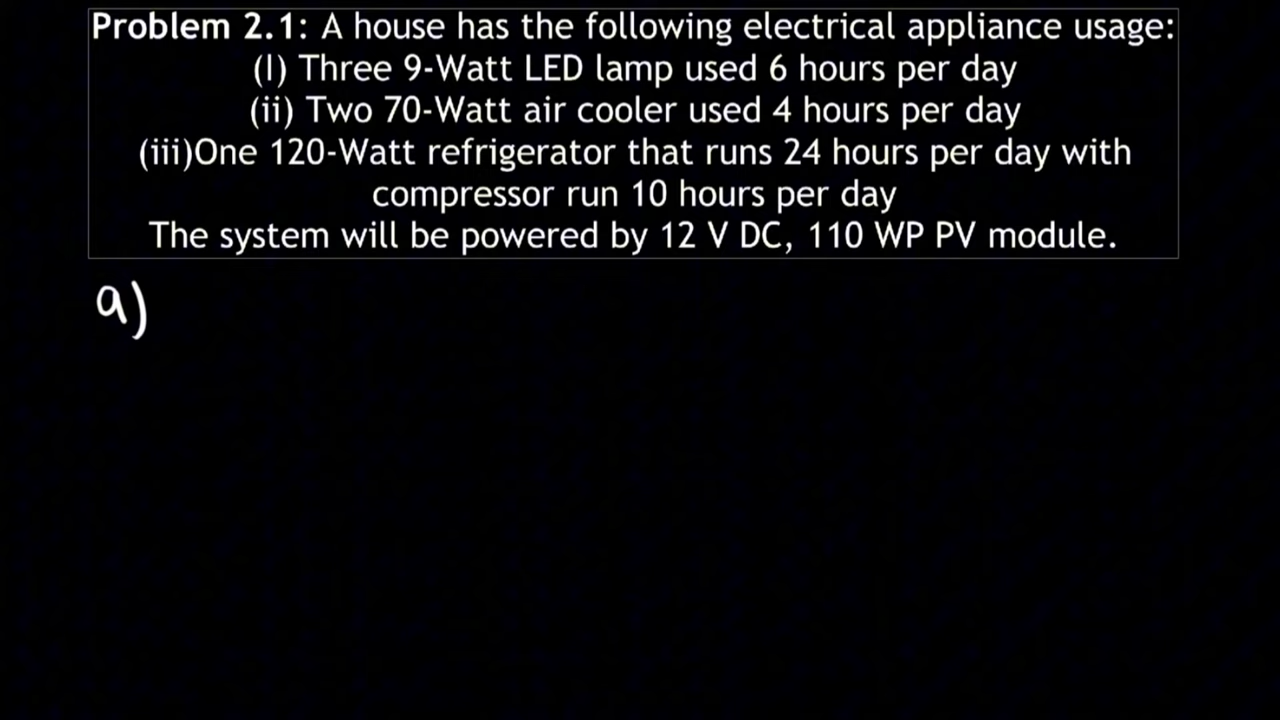 Problem 2.1: A house has the following electrical appliance usage:
(I) Three 9-Watt LED lamp used 6 hours per day
(ii) Two 70-Watt air cooler used 4 hours per day
(iii)One 120-Watt refrigerator that runs 24 hours per day with
compressor run 10 hours per day
The system will be powered by 12 V DC, 110 WP PV module.
a)